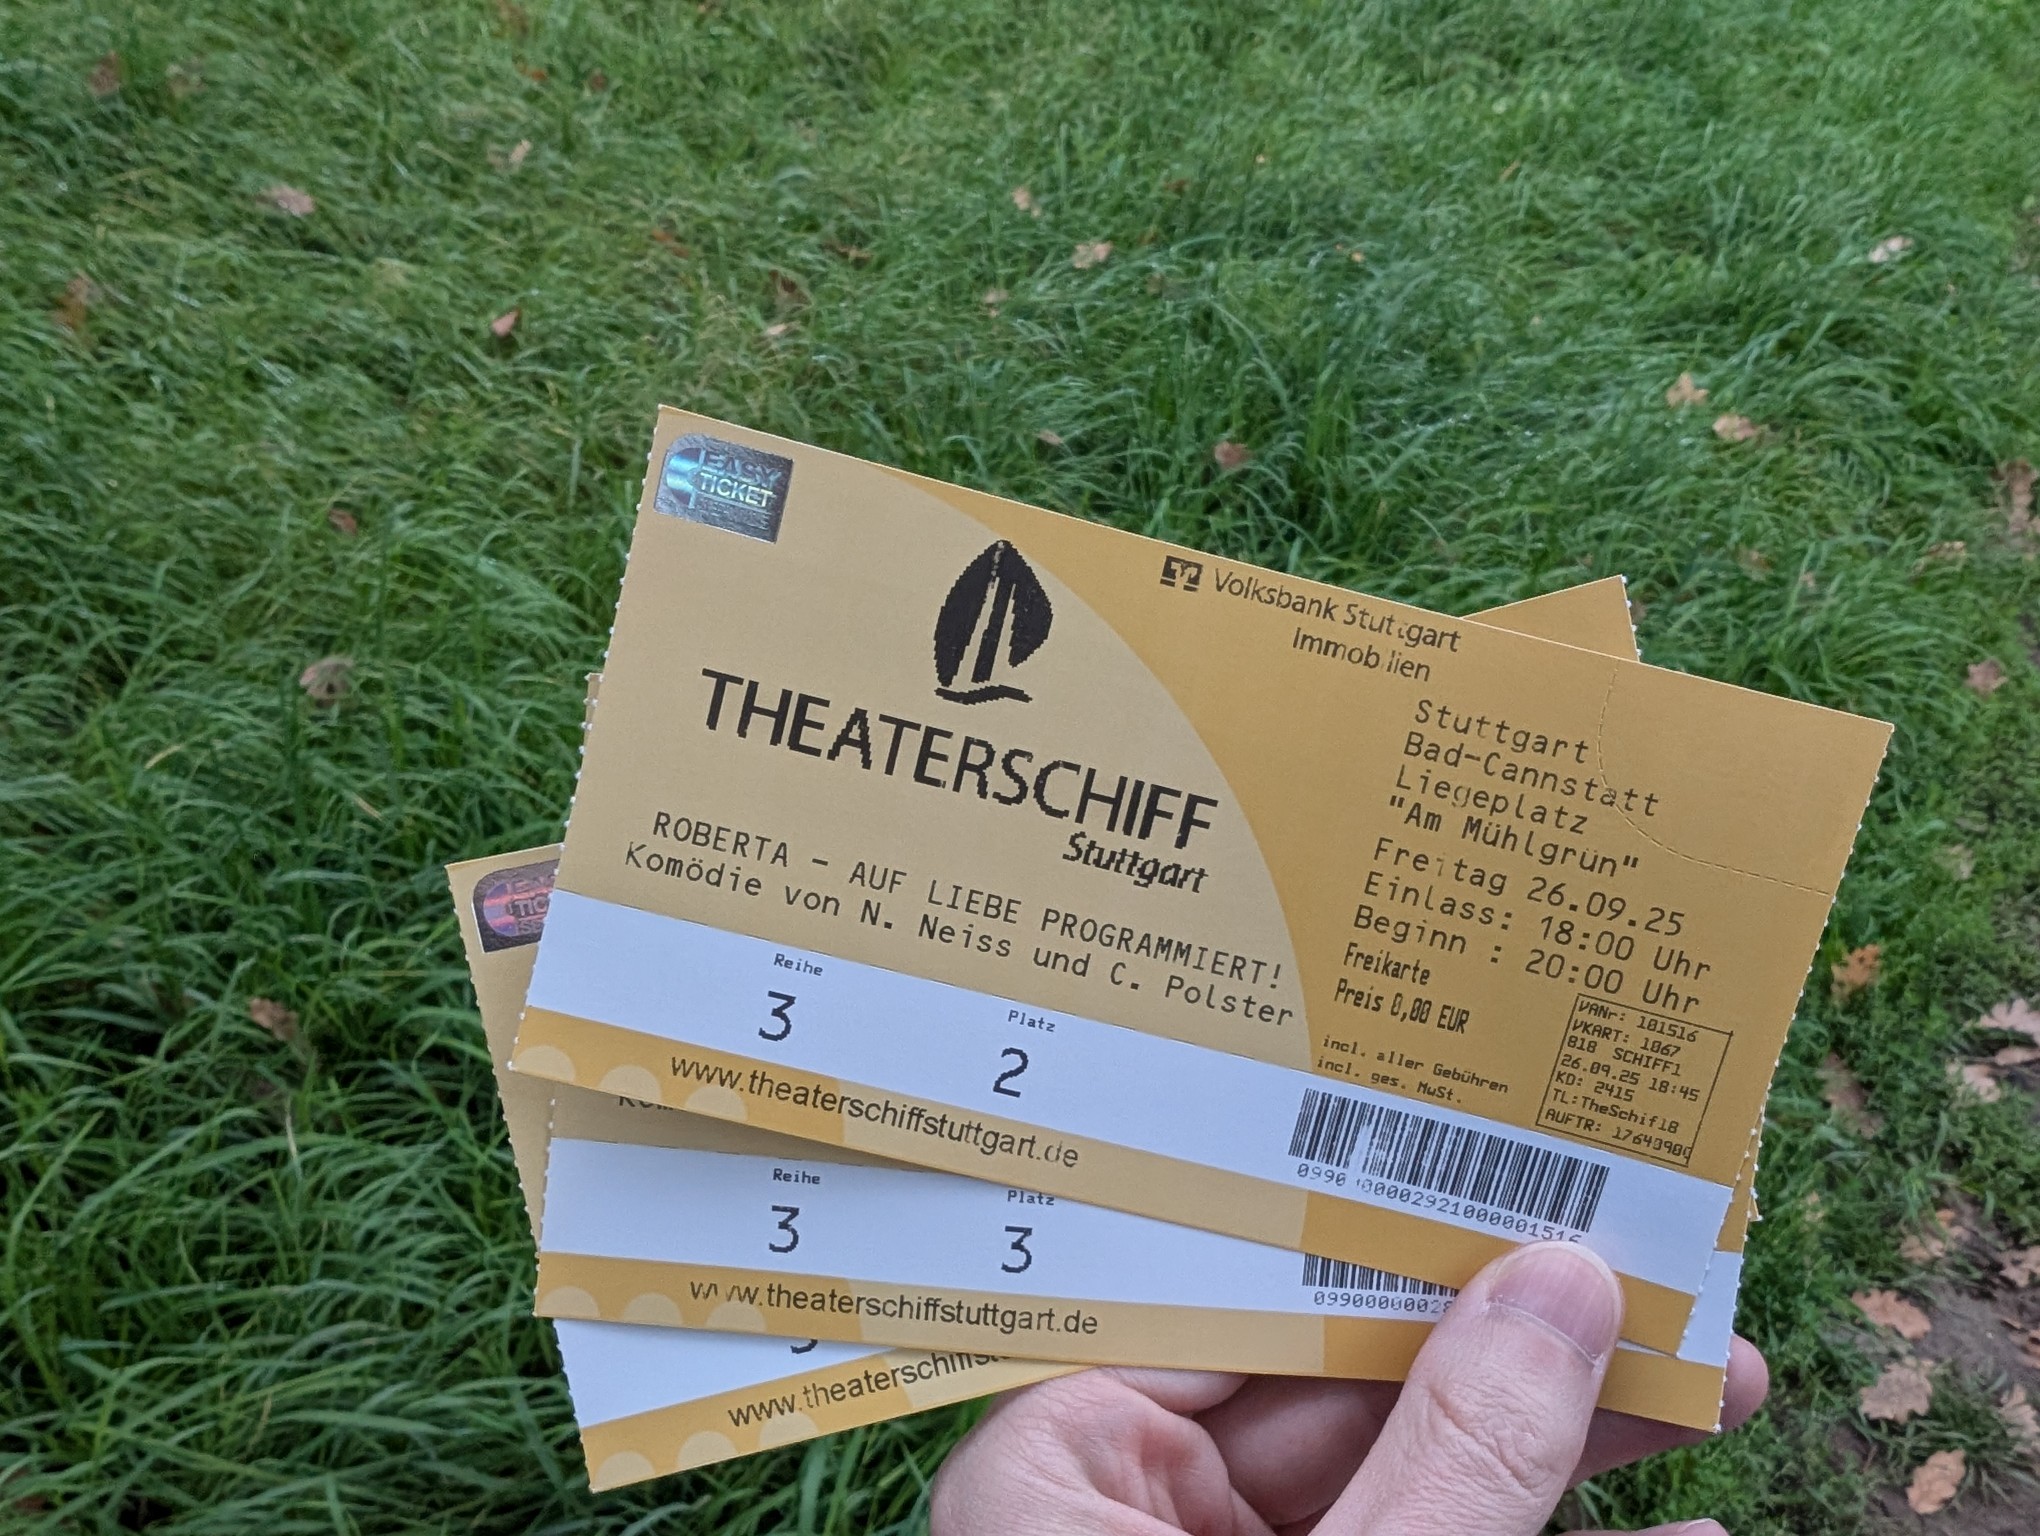 EASY
TICKET
THEATERSCHIFF
Stuttgart
ROBERTA - AUF LIEBE PROGRAMMIERT!
Komödie von N. Neiss und C. Polster
Volksbank Stuttgart
Immobilien
Stuttgart
Bad-Cannstatt
Liegeplatz
"Am Mühlgrün"
Freitag 26.09.25
Einlass: 18:00 Uhr
Beginn : 20:00 Uhr
Freikarte
Preis 0,00 EUR
incl. aller Gebühren
incl. ges. MwSt.
VANr: 101516
VKART: 1067
818 SCHIFF1
26.09.25 18:45
KD: 2415
TL:TheSchif18
AUFTR: 1764090
Reihe
3
Platz
2
www.theaterschiffstuttgart.de
Reihe
3
Platz
3
www.theaterschiffstuttgart.de
www.theaterschiffst